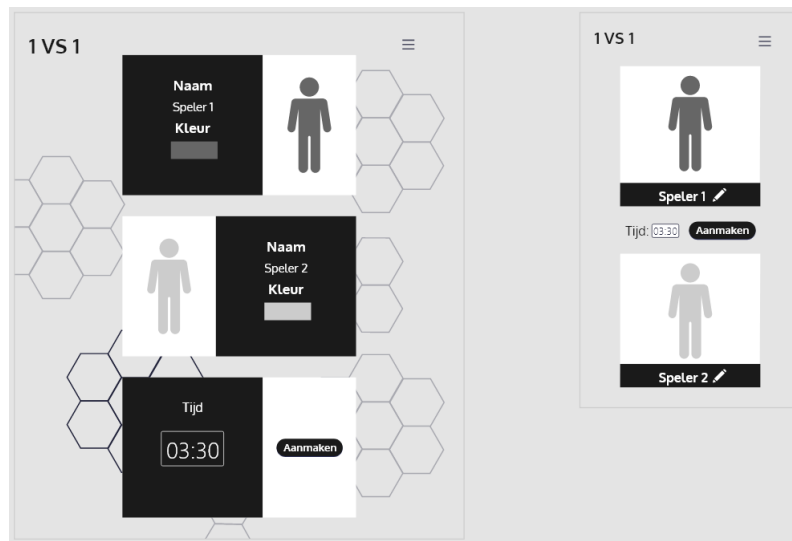 1 VS 1
Naam
Speler 1
Kleur
Naam
Speler 2
Kleur
Tijd
03:30
Aanmaken
1 VS 1
Speler 1
Tijd: 03:30 Aanmaken
Speler 2